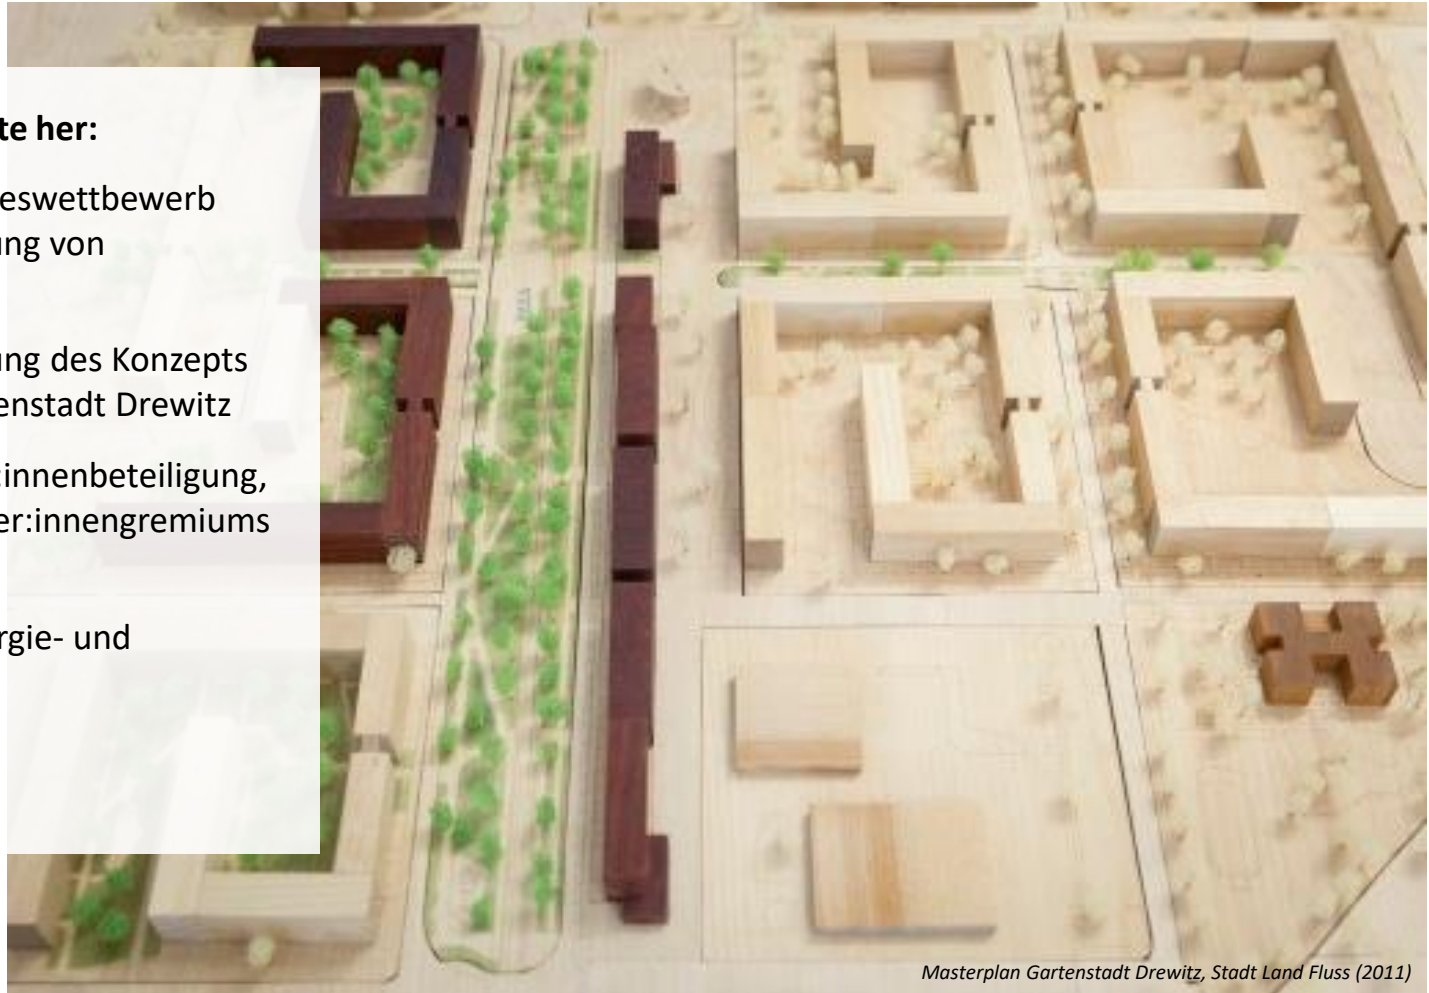 te her:
eswettbewerb
ung von
ung des Konzepts
enstadt Drewitz
:innenbeteiligung,
er:innengremiums
rgie- und
Masterplan Gartenstadt Drewitz, Stadt Land Fluss (2011)